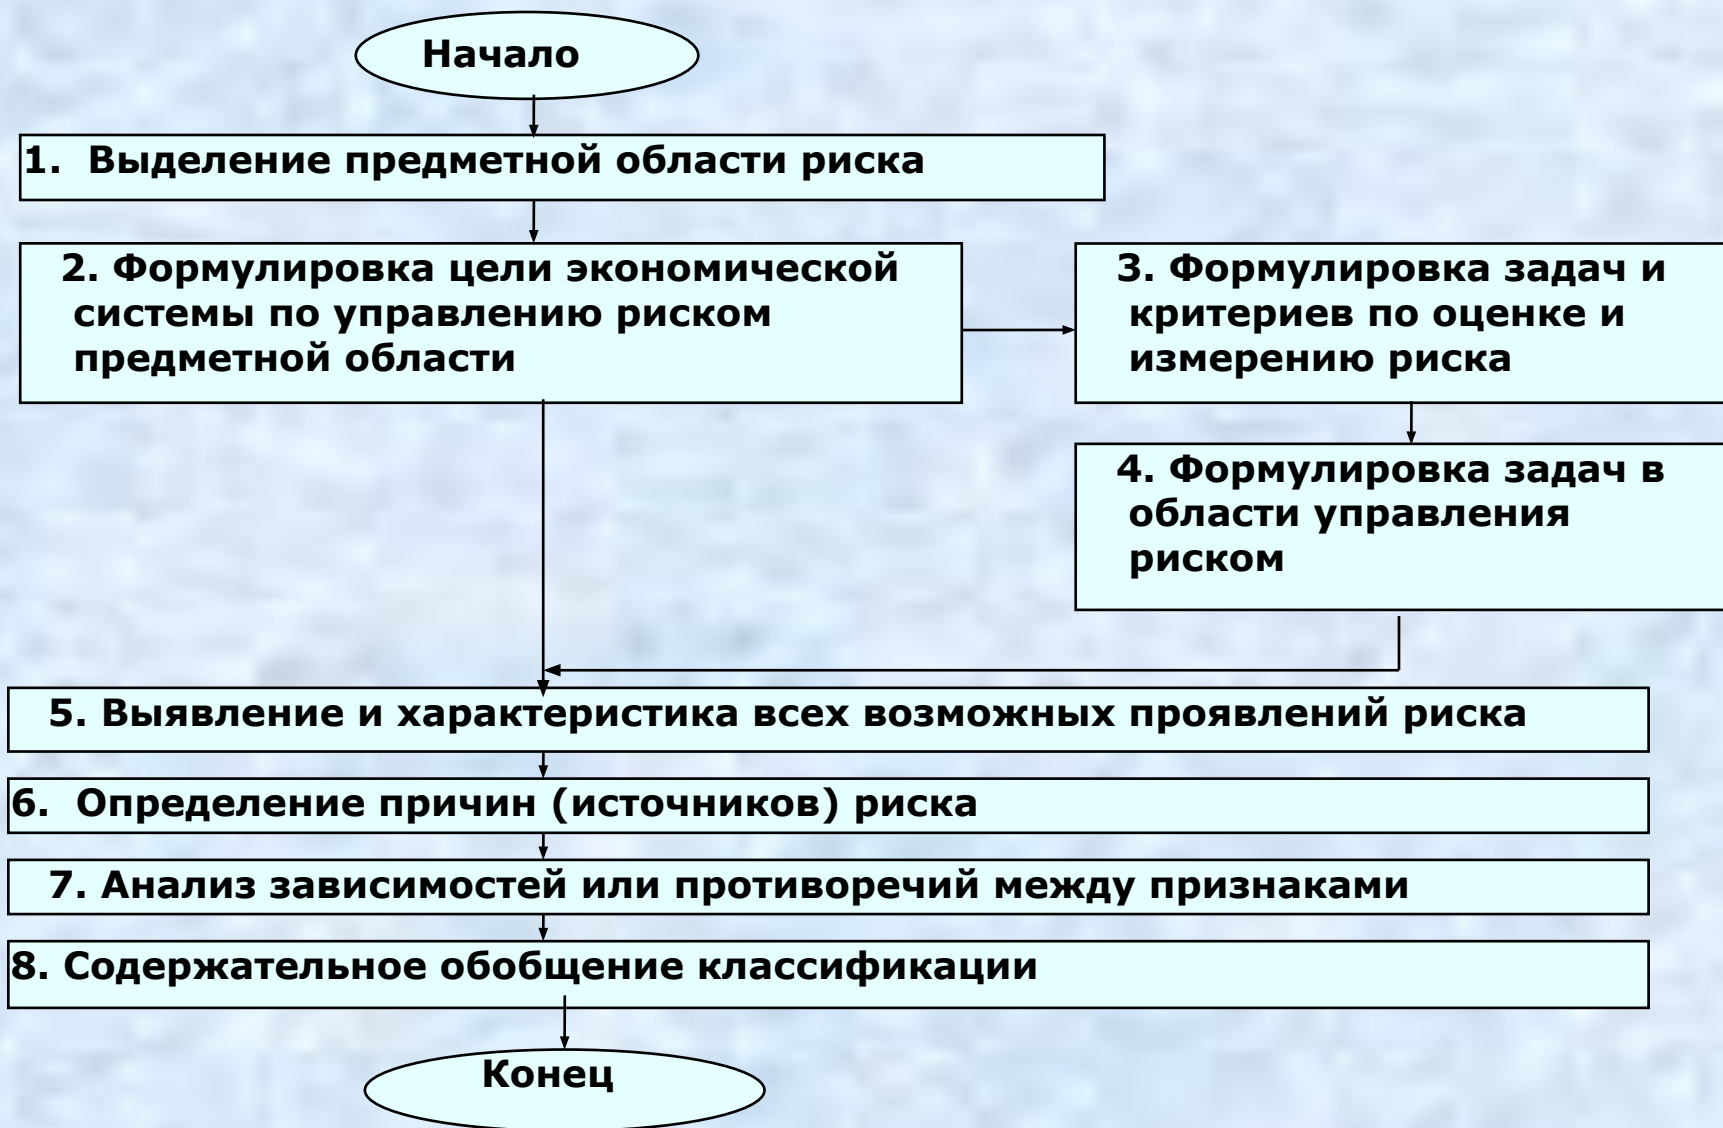 Начало
1. Выделение предметной области риска
2. Формулировка цели экономической
системы по управлению риском
предметной области
3. Формулировка задач и
критериев по оценке и
измерению риска
4. Формулировка задач в
области управления
риском
5. Выявление и характеристика всех возможных проявлений риска
6. Определение причин (источников) риска
7. Анализ зависимостей или противоречий между признаками
8. Содержательное обобщение классификации
Конец